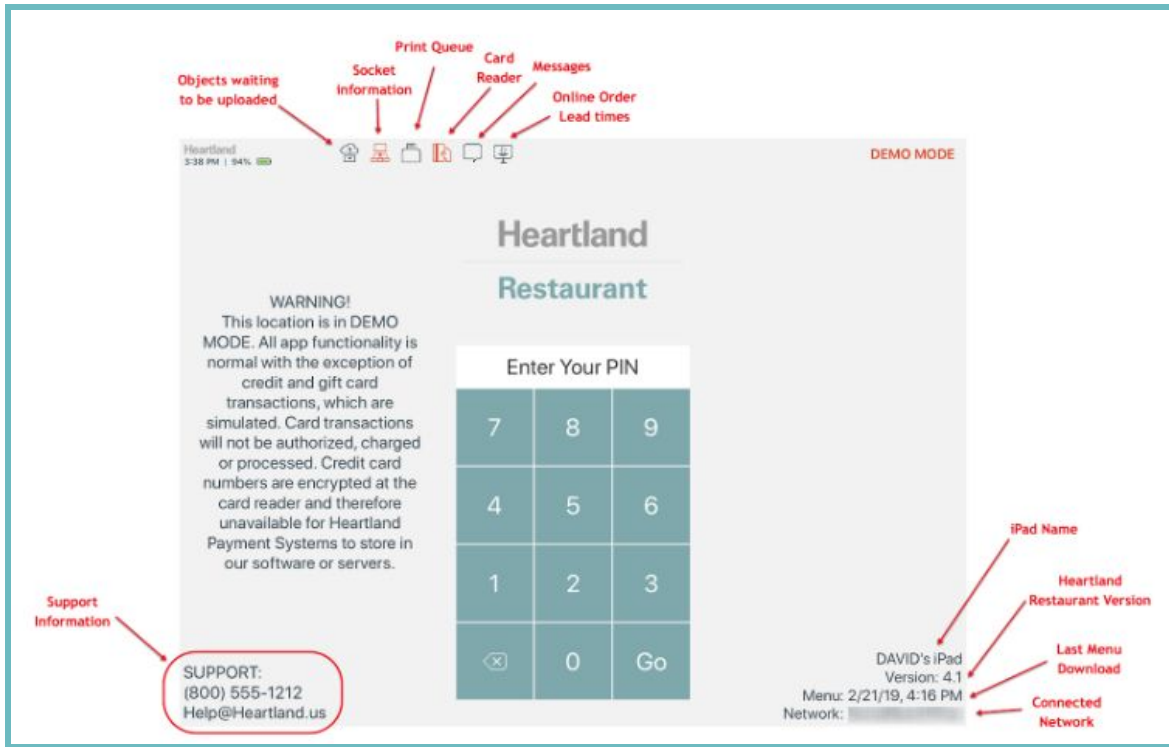 Print Queue
Card
Reader
Messages
Socket
Information
Objects waiting
to be uploaded
Online Order
Lead times
Heartland
3:38 PM | 94%
DEMO MODE
Heartland
Restaurant
WARNING!
This location is in DEMO
MODE. All app functionality is
normal with the exception of
credit and gift card
transactions, which are
simulated. Card transactions
will not be authorized, charged
or processed. Credit card
numbers are encrypted at the
card reader and therefore
unavailable for Heartland
Payment Systems to store in
our software or servers.
Enter Your PIN
7 8 9
4 5 6
1 2 3
0 Go
iPad Name
Heartland
Restaurant Version
Last Menu
Download
Connected
Network
Support
Information
SUPPORT:
(800) 555-1212
Help@Heartland.us
DAVID's iPad
Version: 4.1
Menu: 2/21/19, 4:16 PM
Network: